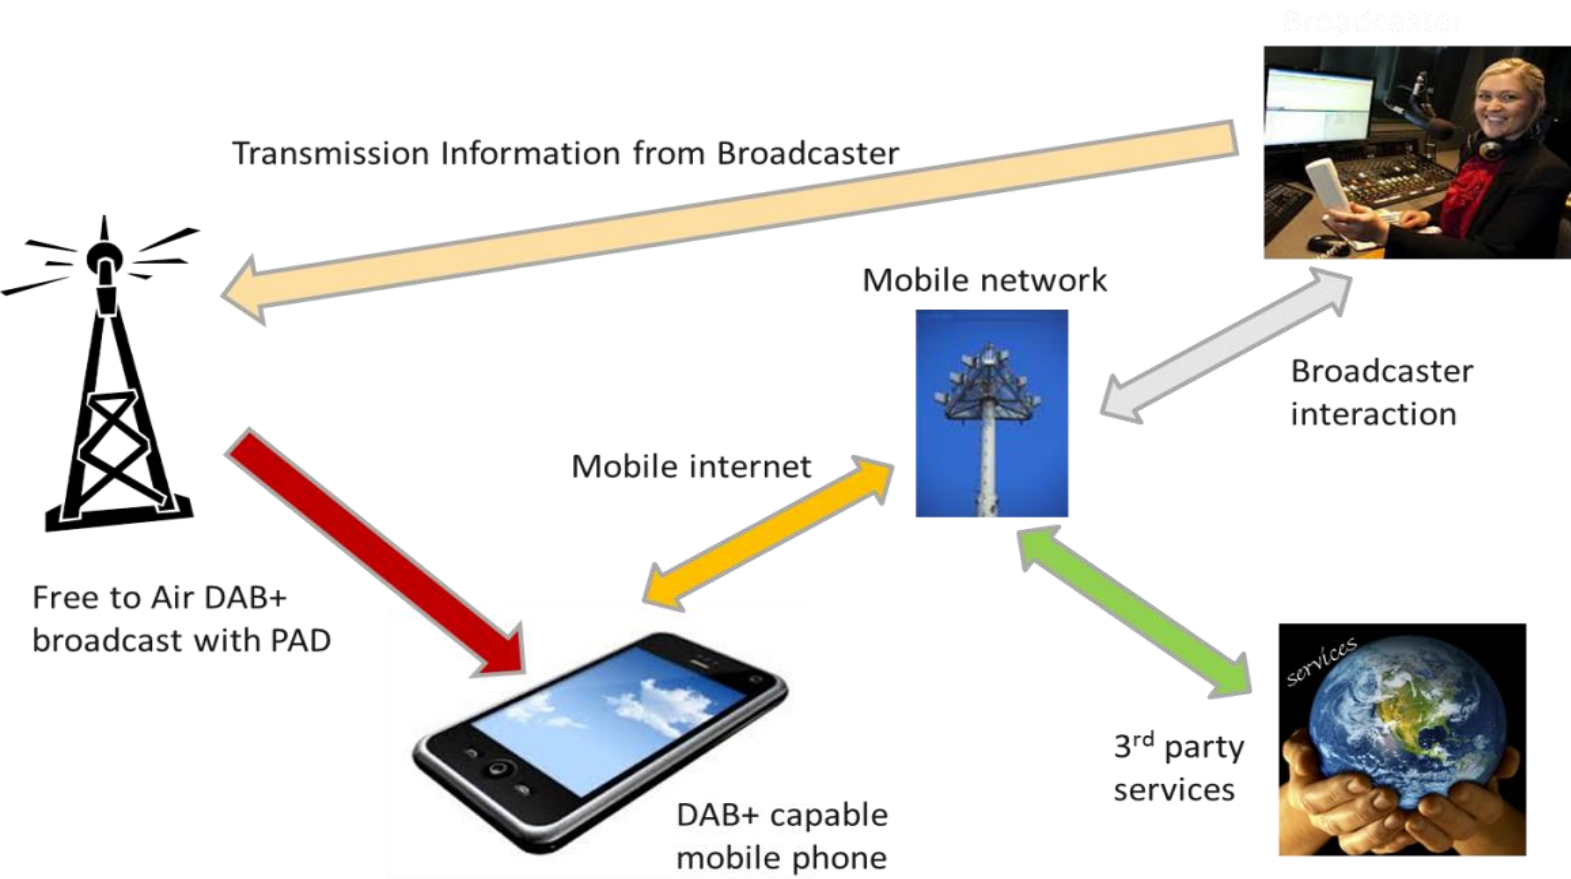 Broadcaster
Transmission Information from Broadcaster
Mobile network
Broadcaster
interaction
Mobile internet
Free to Air DAB+
broadcast with PAD
services
3rd party
services
DAB+ capable
mobile phone